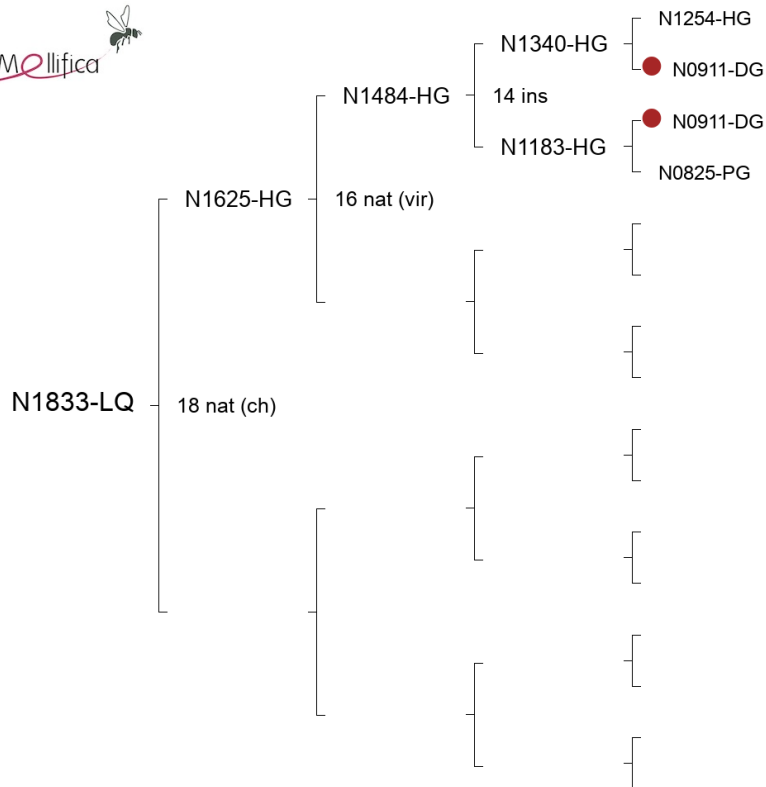 Mellifica
N1254-HG
N1340-HG
N0911-DG
N1484-HG
14 ins
N0911-DG
N1183-HG
N0825-PG
N1625-HG
16 nat (vir)
N1833-LQ
18 nat (ch)